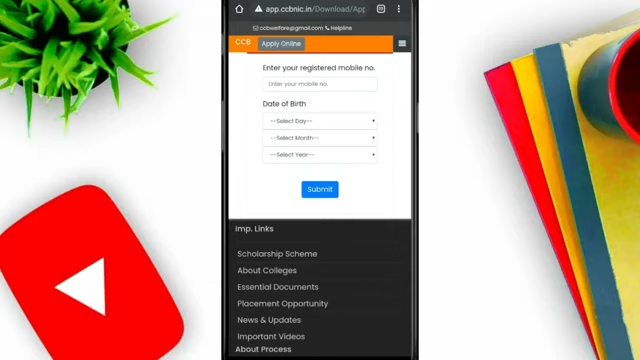 app.ccbnic.in/Download/App
ccbwelfare@gmail.com Helpline
CCB Apply Online
Enter your registered mobile no.
Enter your mobile no.
Date of Birth
--Select Day--
--Select Month--
--Select Year--
Submit
Imp. Links
Scholarship Scheme
About Colleges
Essential Documents
Placement Opportunity
News & Updates
Important Videos
About Process